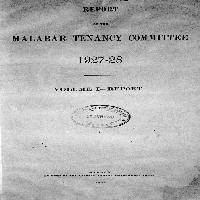 REPORT
OF THE
MALABAR TENANCY COMMITTEE
1927-28
VOLUME I—REPORT